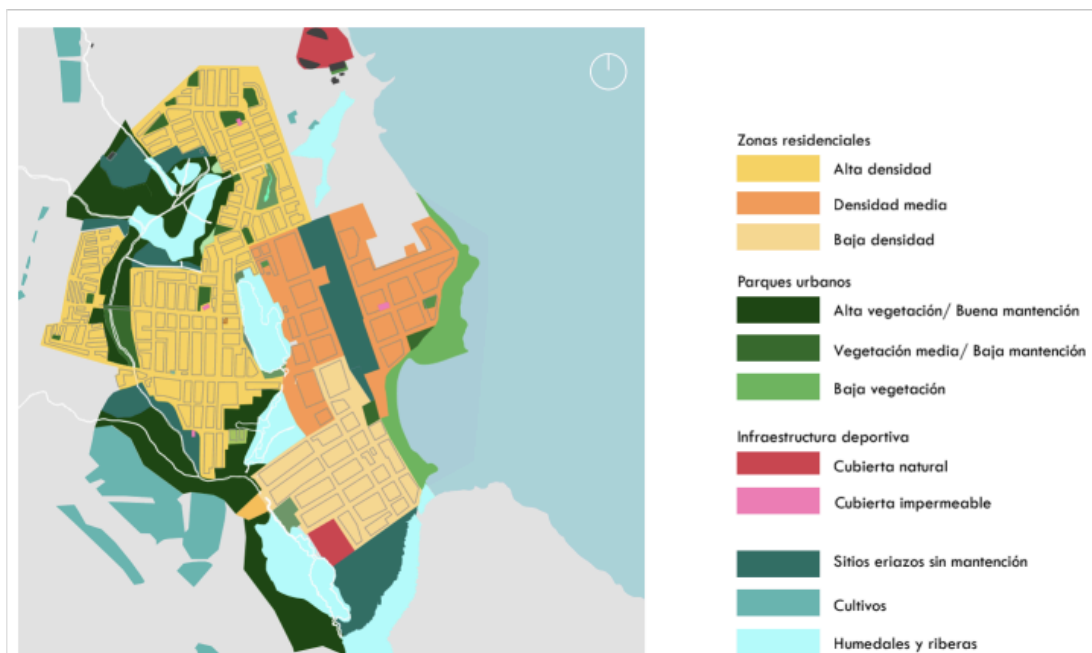 Zonas residenciales
Alta densidad
Densidad media
Baja densidad
Parques urbanos
Alta vegetación/ Buena mantención
Vegetación media/ Baja mantención
Baja vegetación
Infraestructura deportiva
Cubierta natural
Cubierta impermeable
Sitios eriazos sin mantención
Cultivos
Humedales y riberas